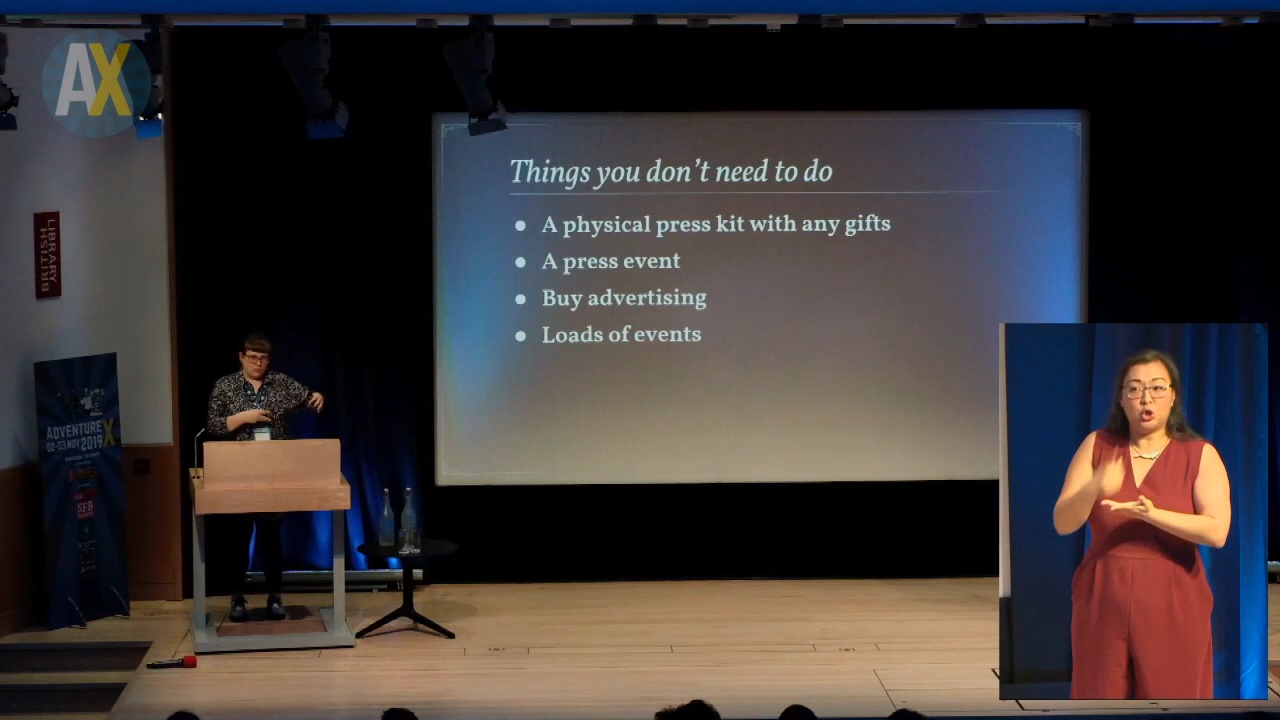 AX
Things you don't need to do
● A physical press kit with any gifts
● A press event
● Buy advertising
● Loads of events
LIBRARY
BRITISH
ADVENTURE X
02-03 NOV 2019
SFB